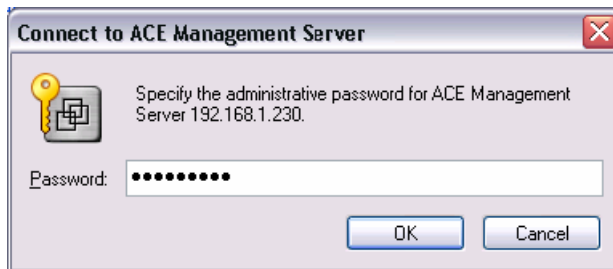 Connect to ACE Management Server
Specify the administrative password for ACE Management
Server 192.168.1.230.
Password: •••••••••
OK Cancel